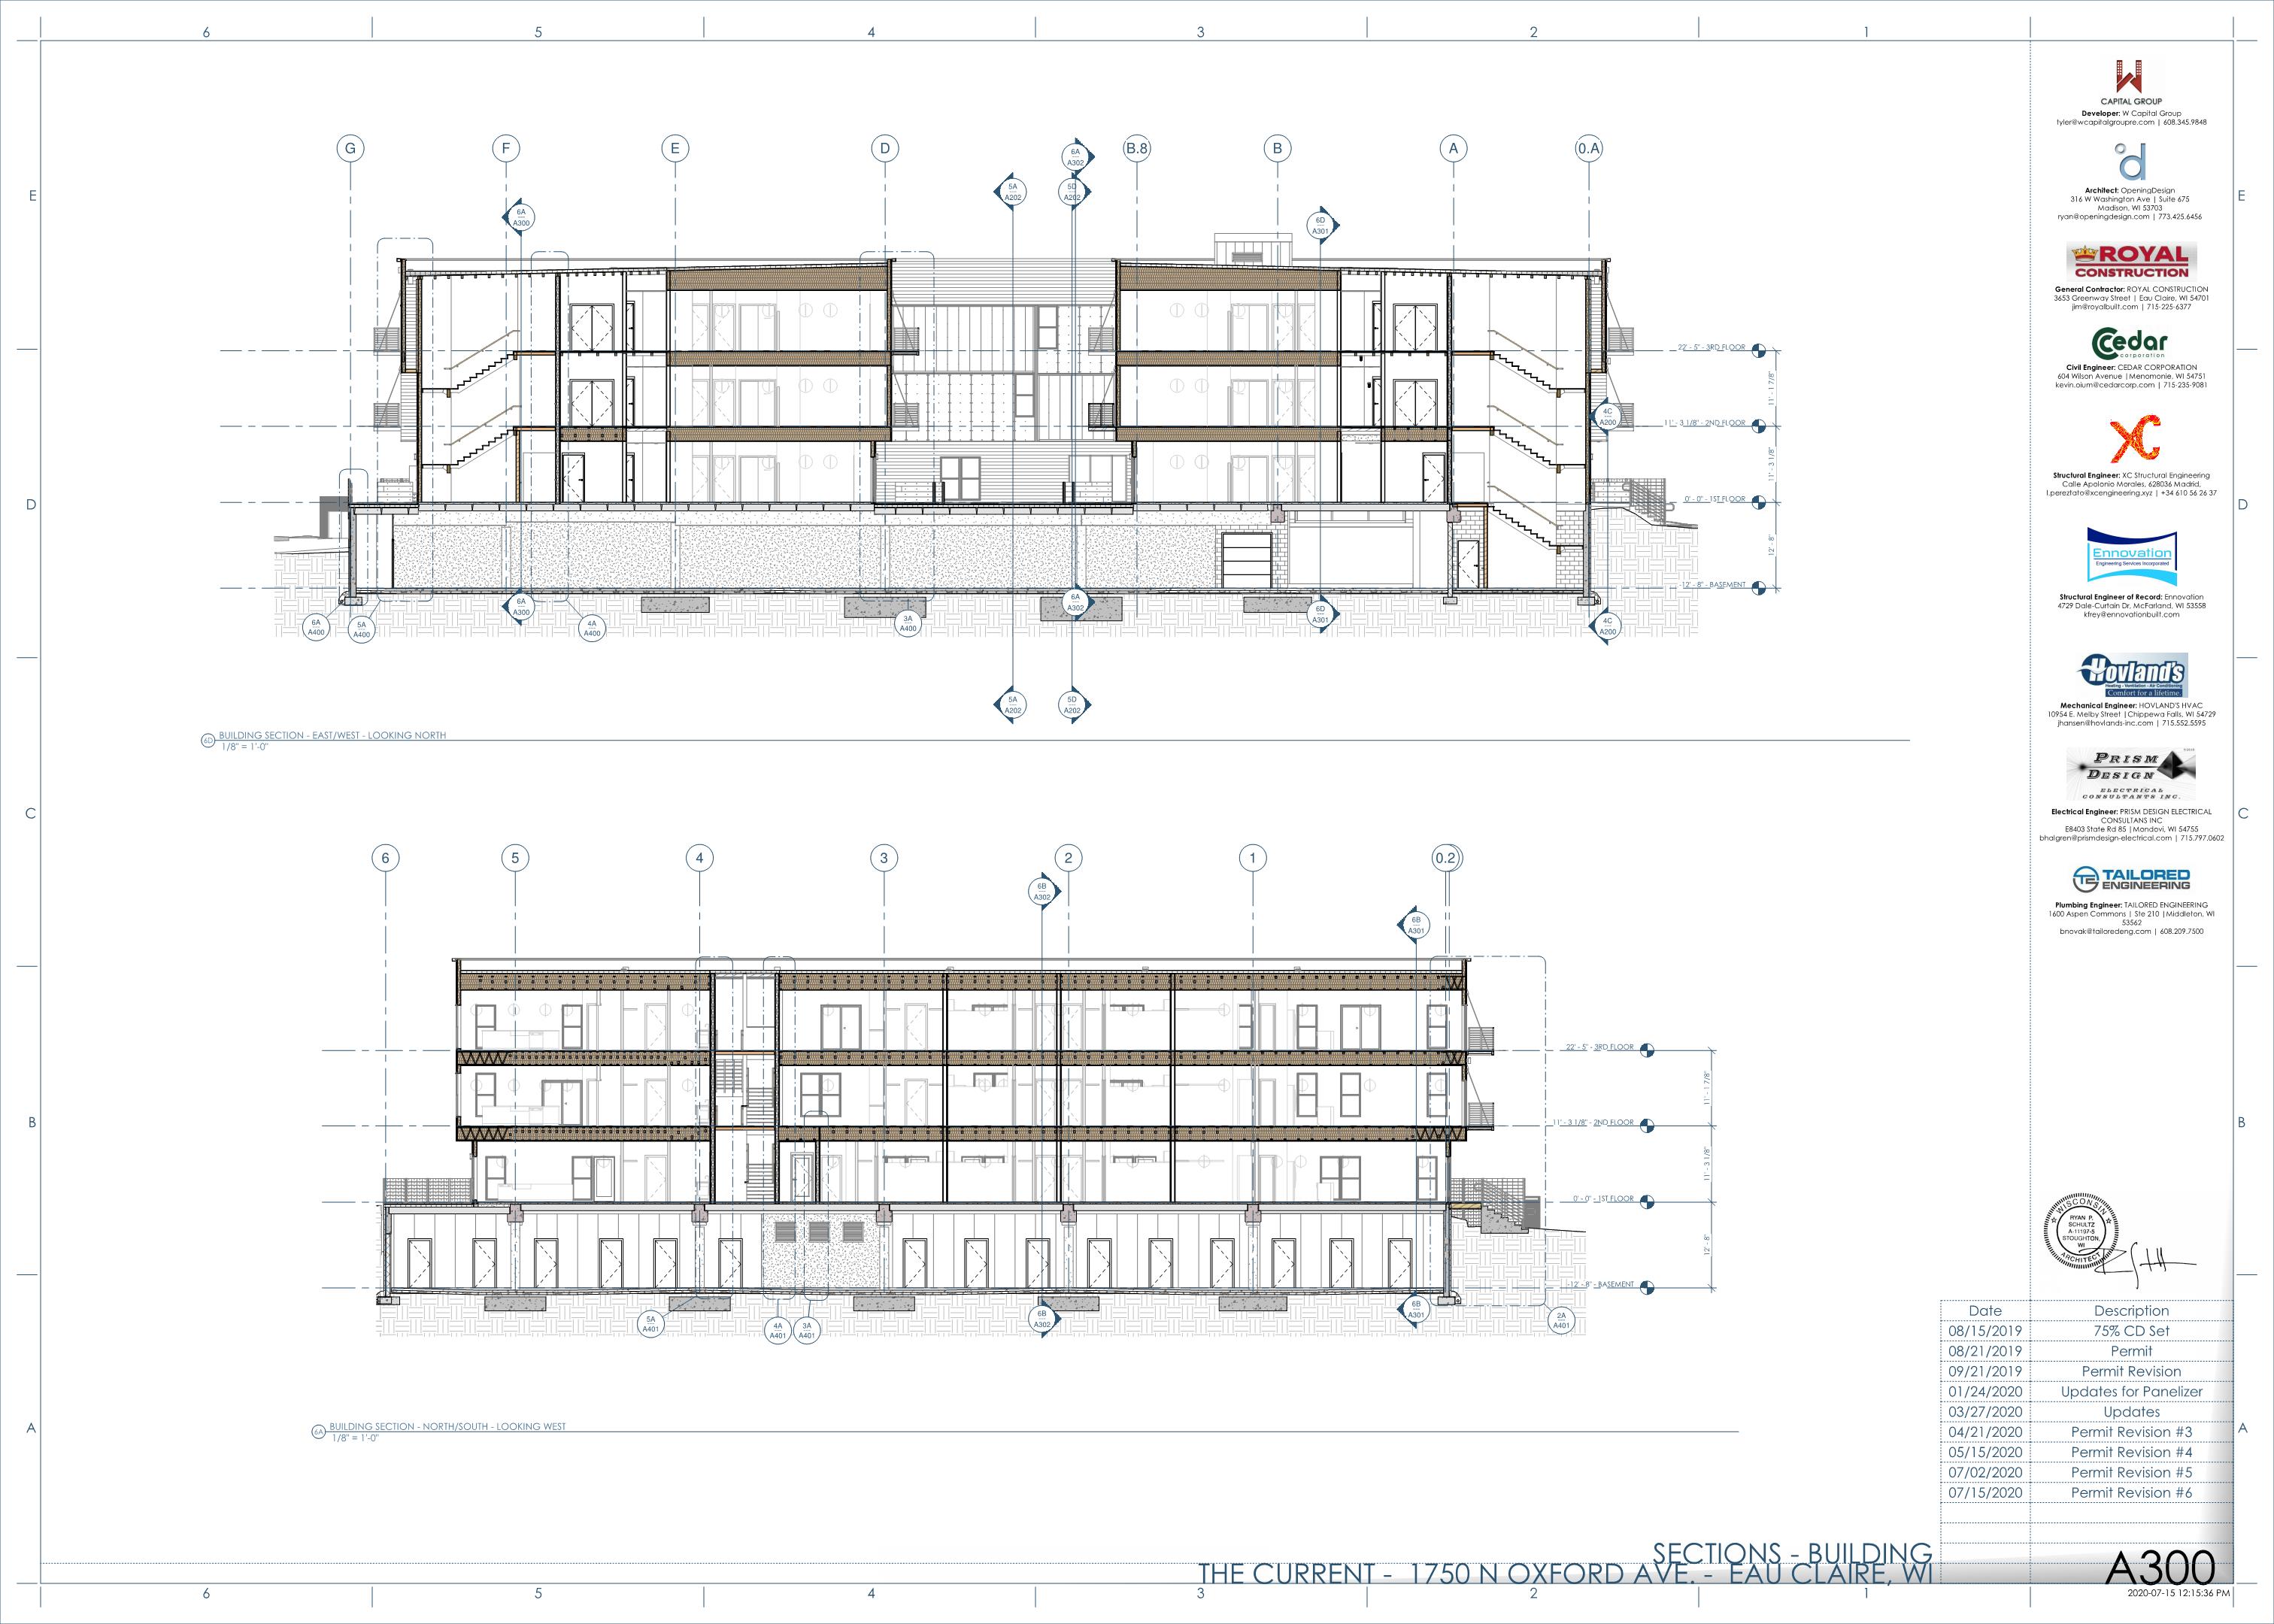 6 5 4 3 2 1
E
D
C
B
A
G F E D B.8 B A 0.A
6A
A302
5A
A202
5D
A202
6A
A300
6D
A301
22' - 5" - 3RD FLOOR
11' - 1 7/8"
4C
A200
11' - 3 1/8" - 2ND FLOOR
11' - 3 1/8"
0' - 0" - 1ST FLOOR
12' - 8"
-12' - 8" - BASEMENT
6A
A400
5A
A400
6A
A300
4A
A400
3A
A400
6A
A302
6D
A301
4C
A200
5A
A202
5D
A202
6D BUILDING SECTION - EAST/WEST - LOOKING NORTH
1/8" = 1'-0"
6 5 4 3 2 1 0.2
6B
A302
6B
A301
22' - 5" - 3RD FLOOR
11' - 1 7/8"
11' - 3 1/8" - 2ND FLOOR
11' - 3 1/8"
0' - 0" - 1ST FLOOR
12' - 8"
-12' - 8" - BASEMENT
5A
A401
4A
A401
3A
A401
6B
A302
6B
A301
2A
A401
6A BUILDING SECTION - NORTH/SOUTH - LOOKING WEST
1/8" = 1'-0"
W
CAPITAL GROUP
Developer: W Capital Group
tyler@wcapitalgroupre.com | 608.345.9848
d
Architect: OpeningDesign
316 W Washington Ave | Suite 675
Madison, WI 53703
ryan@openingdesign.com | 773.425.6456
ROYAL
CONSTRUCTION
General Contractor: ROYAL CONSTRUCTION
3653 Greenway Street | Eau Claire, WI 54701
jim@royalbuilt.com | 715-225-6377
Cedar
corporation
Civil Engineer: CEDAR CORPORATION
604 Wilson Avenue | Menomonie, WI 54751
kevin.oium@cedarcorp.com | 715-235-9081
XC
Structural Engineer: XC Structural Engineering
Calle Apolonio Morales, 628036 Madrid,
l.perezfato@xcengineering.xyz | +34 610 56 26 37
Ennovation
Engineering Services Incorporated
Structural Engineer of Record: Ennovation
4729 Dale-Curtain Dr, McFarland, WI 53558
kfrey@ennovationbuilt.com
Hovland's
Heating - Ventilation - Air Conditioning
Comfort for a lifetime.
Mechanical Engineer: HOVLAND'S HVAC
10954 E. Melby Street | Chippewa Falls, WI 54729
jhansen@hovlands-inc.com | 715.552.5595
PRISM
DESIGN
ELECTRICAL
CONSULTANTS INC.
Electrical Engineer: PRISM DESIGN ELECTRICAL
CONSULTANS INC
E8403 State Rd 85 | Mandovi, WI 54755
bhalgren@prismdesign-electrical.com | 715.797.0602
TE TAILORED
ENGINEERING
Plumbing Engineer: TAILORED ENGINEERING
1600 Aspen Commons | Ste 210 | Middleton, WI
53562
bnovak@tailoredeng.com | 608.209.7500
WISCONSIN
RYAN P.
SCHULTZ
A-11197-5
STOUGHTON,
WI
ARCHITECT
Date Description
08/15/2019 75% CD Set
08/21/2019 Permit
09/21/2019 Permit Revision
01/24/2020 Updates for Panelizer
03/27/2020 Updates
04/21/2020 Permit Revision #3
05/15/2020 Permit Revision #4
07/02/2020 Permit Revision #5
07/15/2020 Permit Revision #6
SECTIONS - BUILDING
THE CURRENT - 1750 N OXFORD AVE. - EAU CLAIRE, WI
A300
2020-07-15 12:15:36 PM
E
D
C
B
A
6 5 4 3 2 1